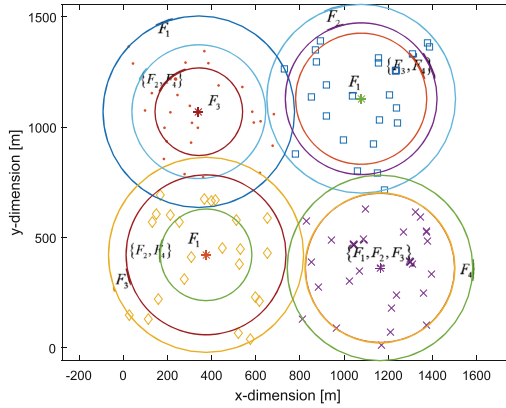 1500
1000
500
0
y-dimension [m]
F₁
{F₂, F₄}
F₃
F₂
{F₃, F₄}
F₁
F₁
{F₂, F₄}
F₃
{F₁, F₂, F₃}
F₄
-200 0 200 400 600 800 1000 1200 1400 1600
x-dimension [m]